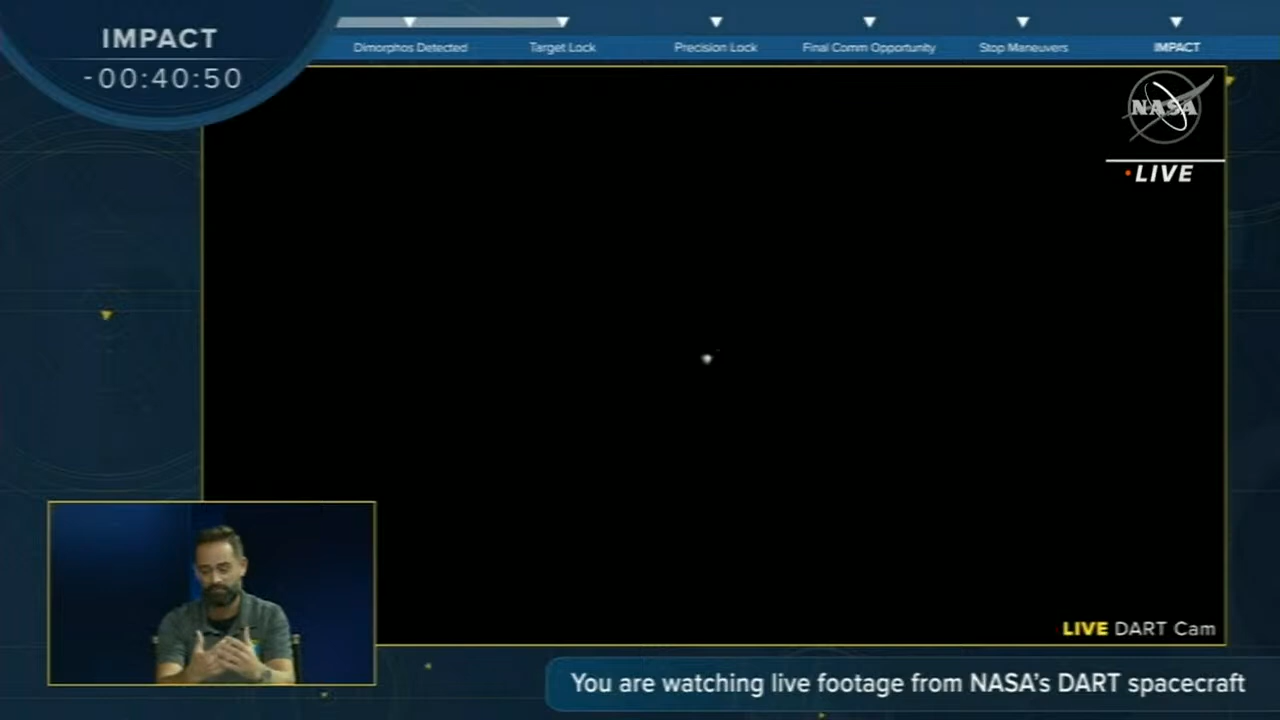 IMPACT
-00:40:50
Dimorphos Detected
Target Lock
Precision Lock
Final Comm Opportunity
Stop Maneuvers
IMPACT
NASA
LIVE
LIVE DART Cam
You are watching live footage from NASA's DART spacecraft